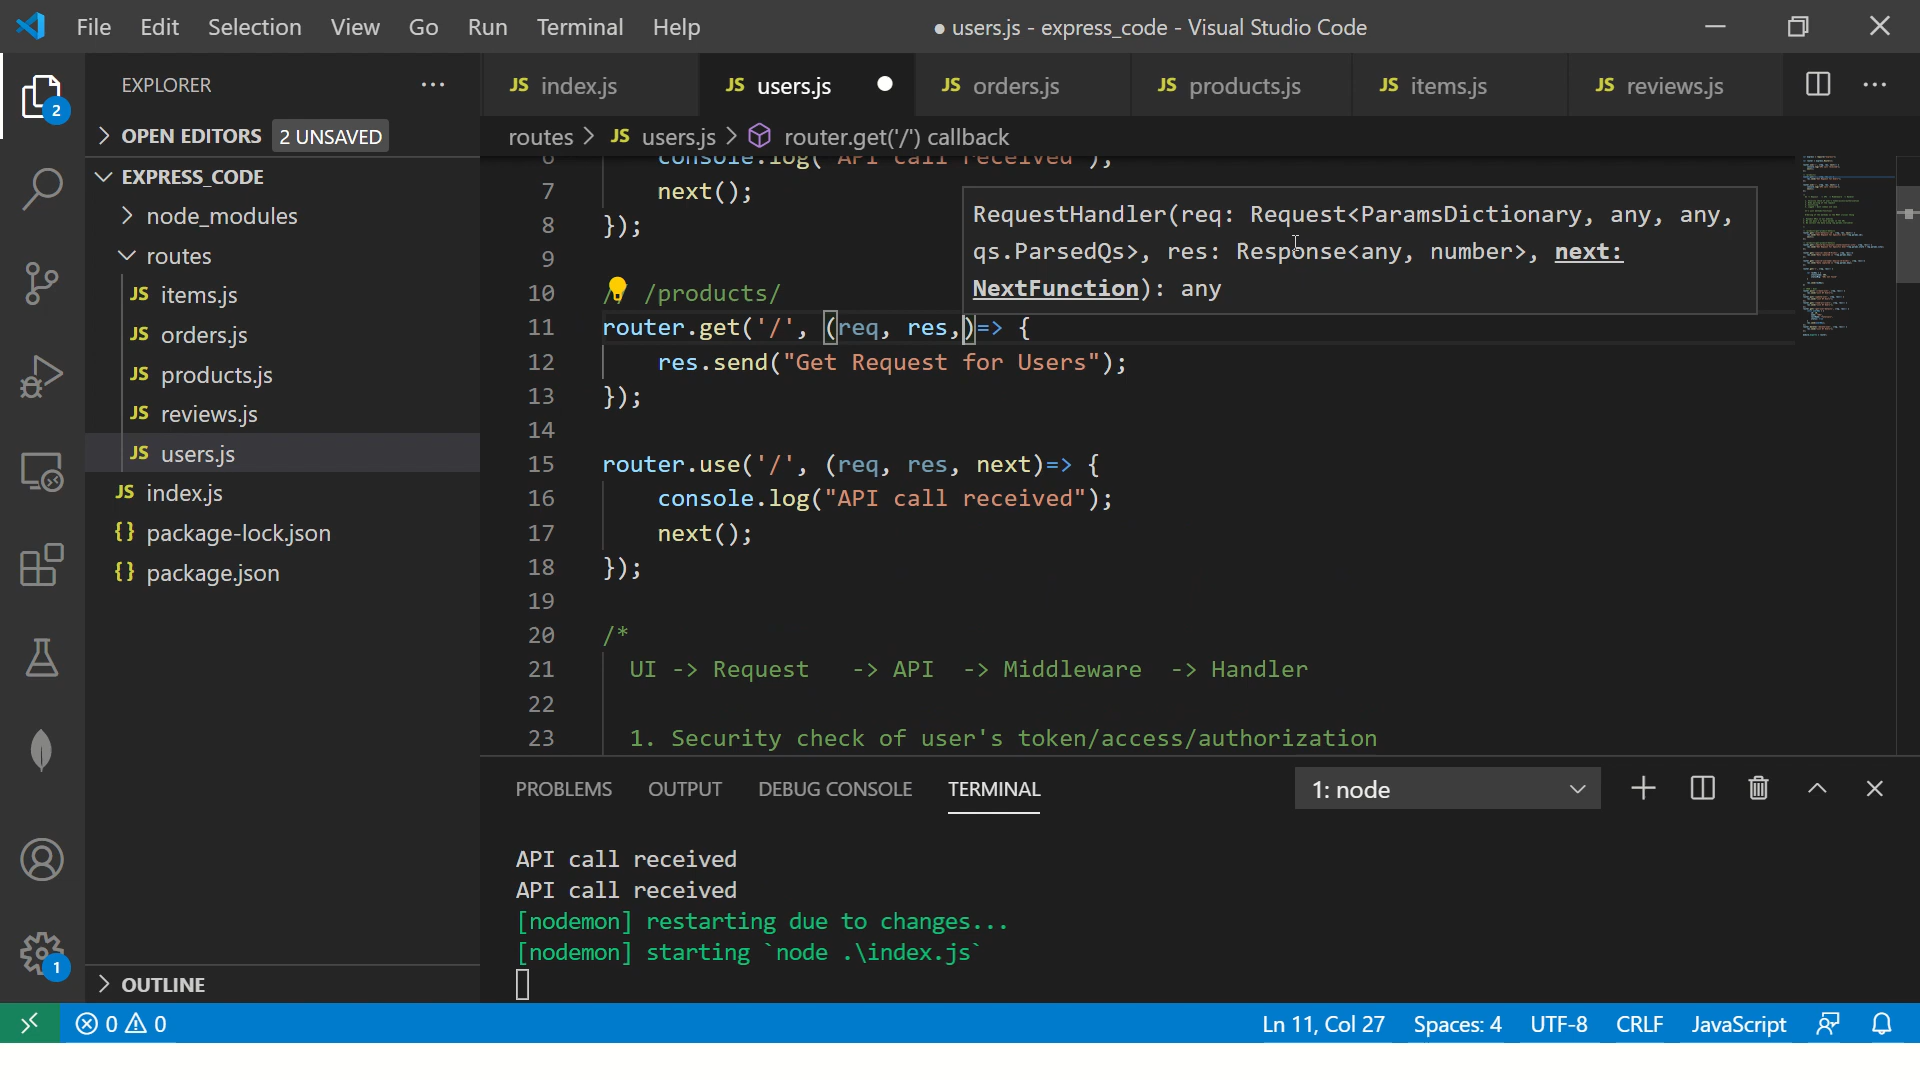 File Edit Selection View Go Run Terminal Help ● users.js - express_code - Visual Studio Code
EXPLORER ...
JS index.js JS users.js ● JS orders.js JS products.js JS items.js JS reviews.js ...
2
OPEN EDITORS 2 UNSAVED
routes > JS users.js > router.get('/') callback
EXPRESS_CODE
node_modules
routes
JS items.js
JS orders.js
JS products.js
JS reviews.js
JS users.js
JS index.js
{} package-lock.json
{} package.json
OUTLINE
1
6 console.log("API call received");
7 next();
8 });
9
10 /products/
11 router.get('/', (req, res,)=> {
12 res.send("Get Request for Users");
13 });
14
15 router.use('/', (req, res, next)=> {
16 console.log("API call received");
17 next();
18 });
19
20 /*
21 UI -> Request -> API -> Middleware -> Handler
22
23 1. Security check of user's token/access/authorization
RequestHandler(req: Request<ParamsDictionary, any, any,
qs.ParsedQs>, res: Response<any, number>, next:
NextFunction): any
PROBLEMS OUTPUT DEBUG CONSOLE TERMINAL 1: node
API call received
API call received
[nodemon] restarting due to changes...
[nodemon] starting `node .\index.js`
0 0 Ln 11, Col 27 Spaces: 4 UTF-8 CRLF JavaScript